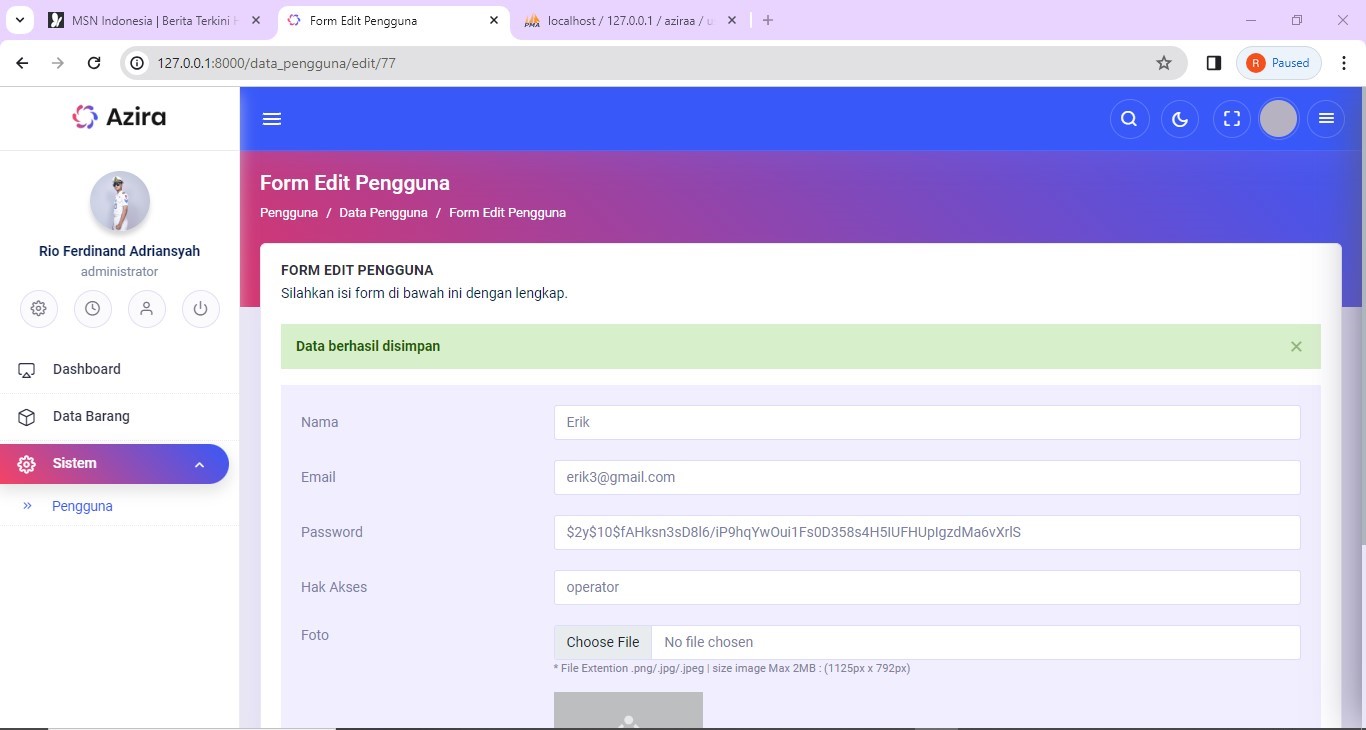 MSN Indonesia | Berita Terkini H
Form Edit Pengguna
PMA
localhost / 127.0.0.1 / aziraa / u
127.0.0.1:8000/data_pengguna/edit/77
R
Paused
Azira
Rio Ferdinand Adriansyah
administrator
Dashboard
Data Barang
Sistem
Pengguna
Form Edit Pengguna
Pengguna / Data Pengguna / Form Edit Pengguna
FORM EDIT PENGGUNA
Silahkan isi form di bawah ini dengan lengkap.
Data berhasil disimpan
Nama
Erik
Email
erik3@gmail.com
Password
$2y$10$fAHksn3sD8l6/iP9hqYwOui1Fs0D358s4H5IUFHUpIgzdMa6vXrlS
Hak Akses
operator
Foto
Choose File No file chosen
* File Extention .png/.jpg/.jpeg | size image Max 2MB : (1125px x 792px)